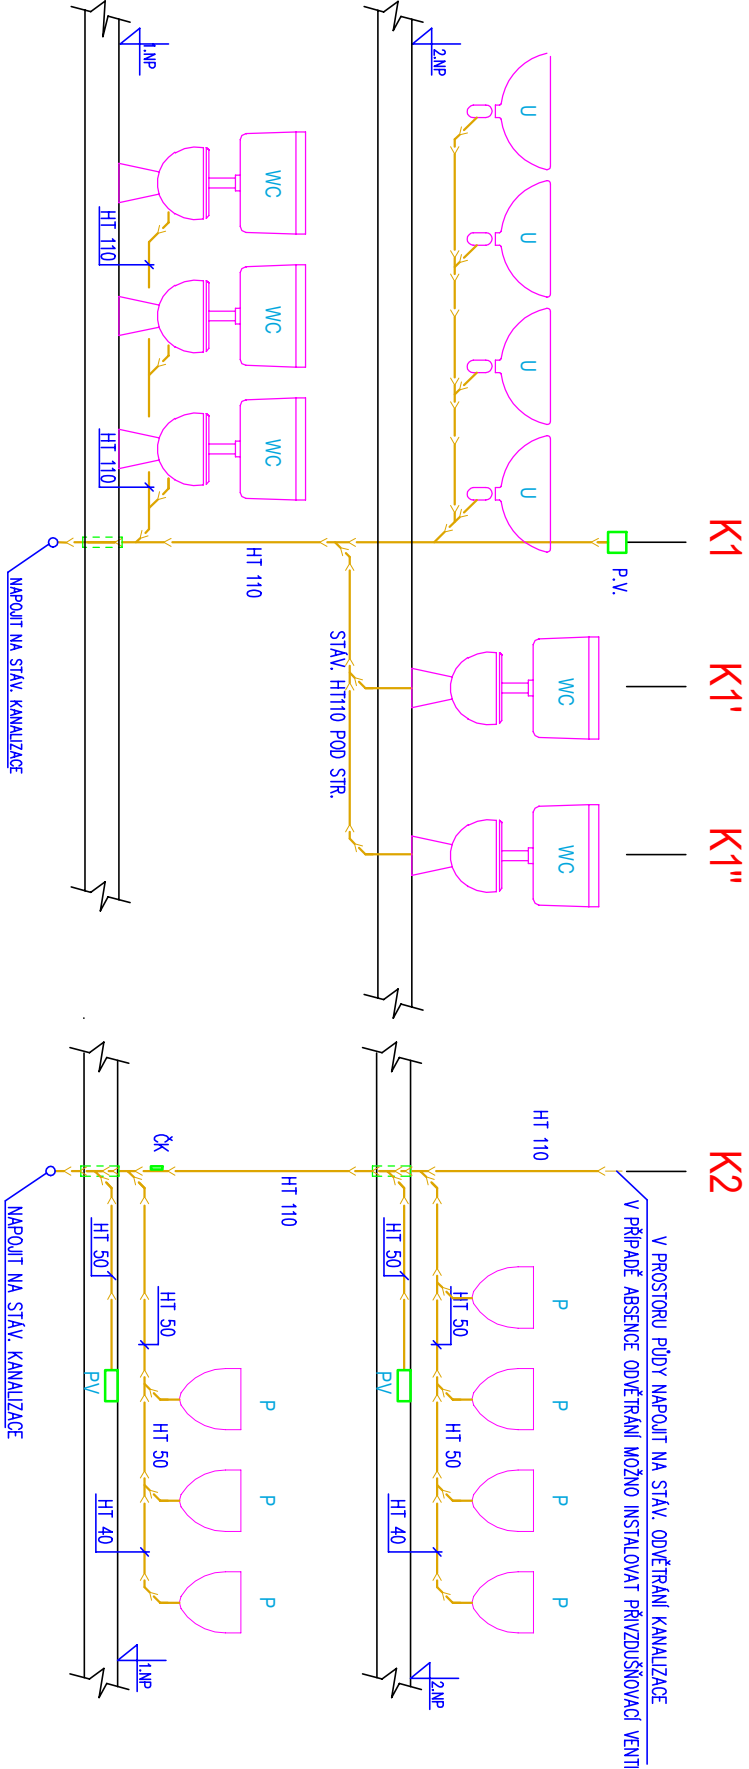 K1
K1'
K1"
K2
V PROSTORU PŮDY NAPOJIT NA STÁV. ODVĚTRÁNÍ KANALIZACE
V PŘÍPADĚ ABSENCE ODVĚTRÁNÍ MOŽNO INSTALOVAT PŘIVZDUŠŇOVACÍ VENTI
P.V.
U
U
U
U
WC
WC
2.NP
STÁV. HT110 POD STR.
HT 110
WC
WC
WC
1.NP
HT 110
HT 110
NAPOJIT NA STÁV. KANALIZACE
HT 110
P
P
P
P
HT 50
HT 50
2.NP
HT 50
PV
HT 40
HT 110
P
P
P
ČK
HT 50
HT 50
1.NP
HT 50
PV
HT 40
NAPOJIT NA STÁV. KANALIZACE